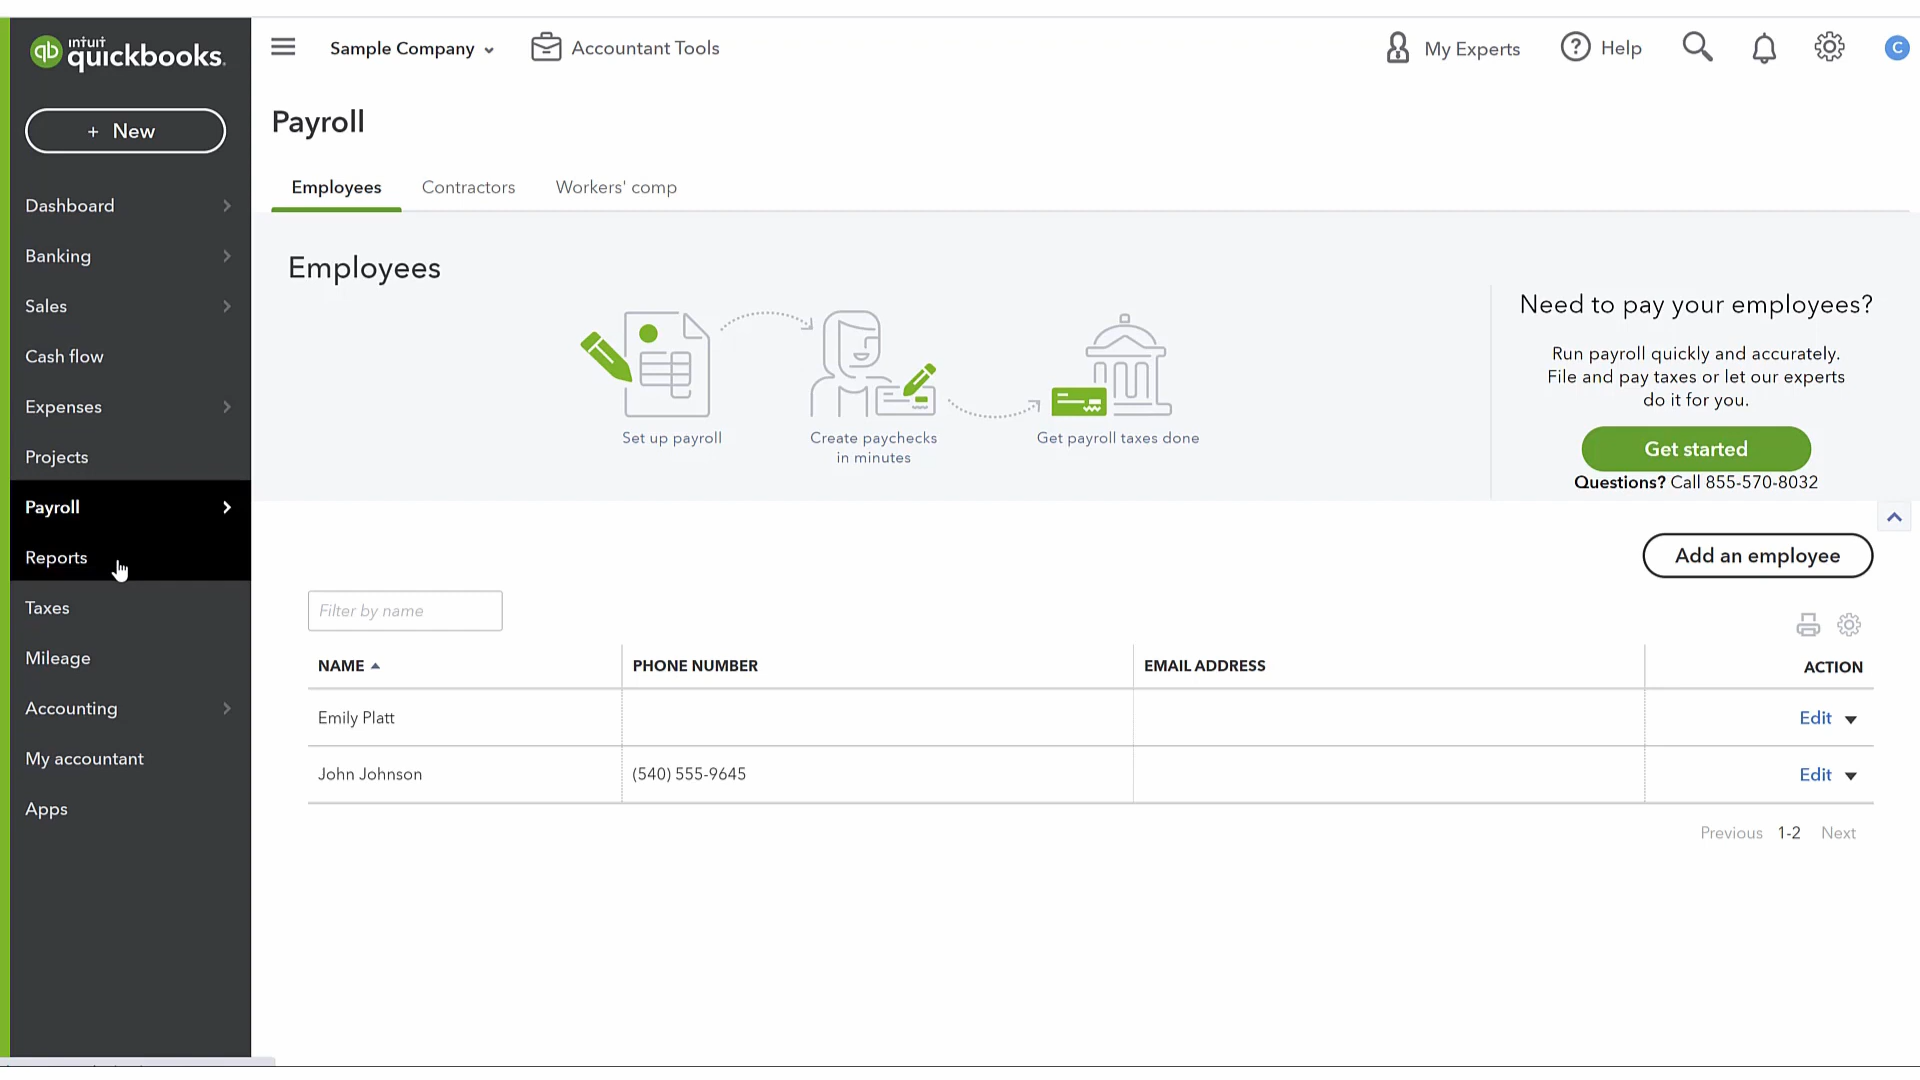 intuit
quickbooks.
Sample Company
Accountant Tools
My Experts
Help
C
+ New
Payroll
Dashboard
Banking
Sales
Cash flow
Expenses
Projects
Payroll
Reports
Taxes
Mileage
Accounting
My accountant
Apps
Employees
Contractors
Workers' comp
Employees
Set up payroll
Create paychecks
in minutes
Get payroll taxes done
Need to pay your employees?
Run payroll quickly and accurately.
File and pay taxes or let our experts
do it for you.
Get started
Questions? Call 855-570-8032
Add an employee
Filter by name
NAME PHONE NUMBER EMAIL ADDRESS ACTION
Emily Platt Edit
John Johnson (540) 555-9645 Edit
Previous 1-2 Next